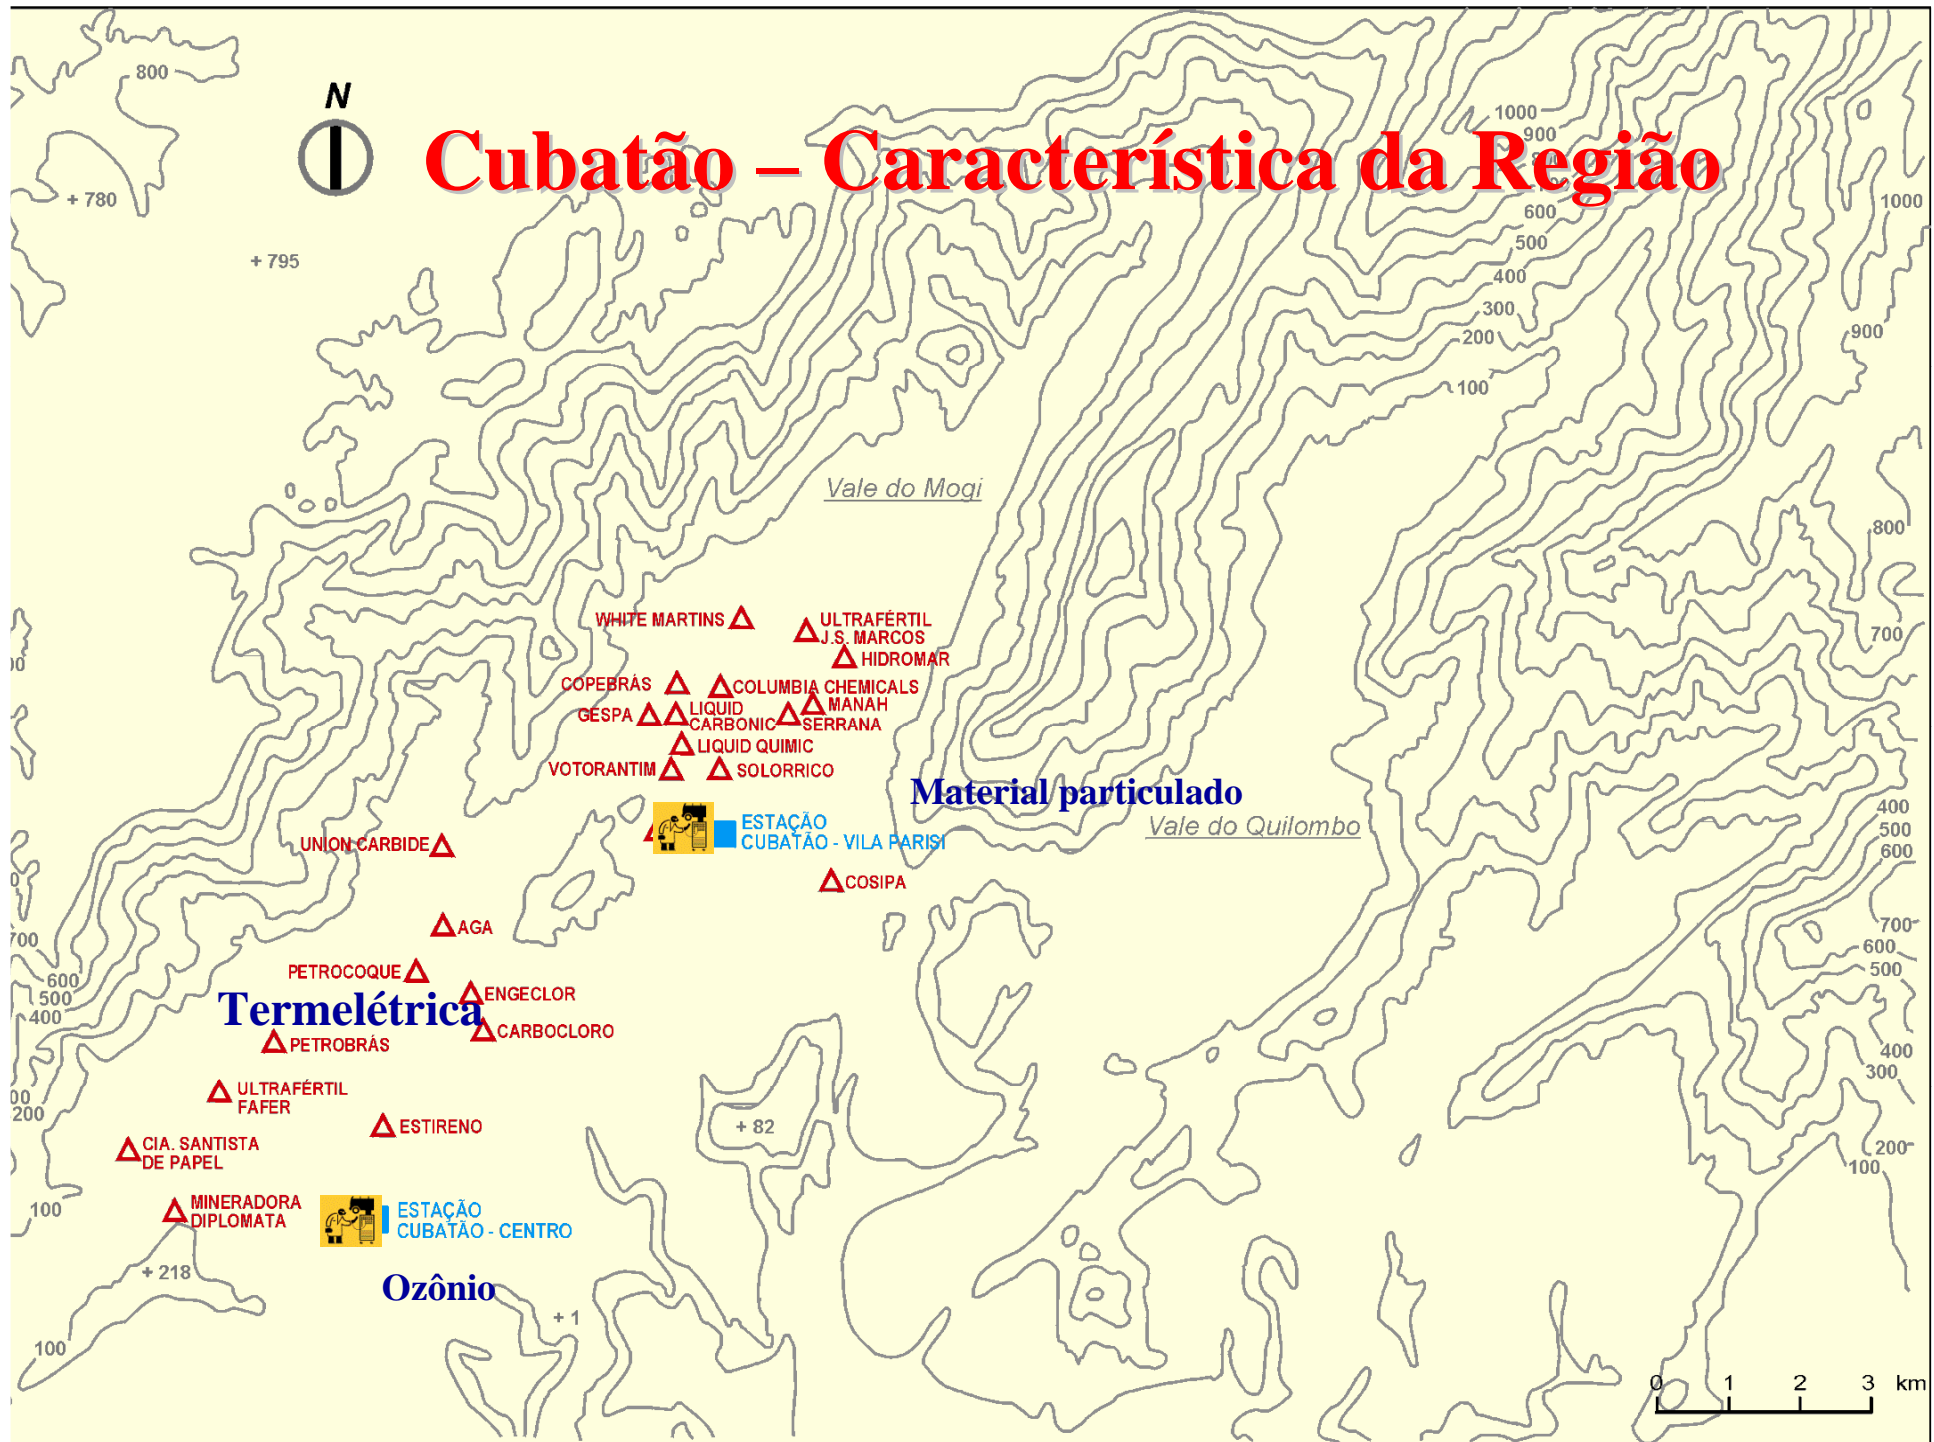 800
N
1000
900
Cubatão – Característica da Região
+ 780
1000
600
+ 795
500
400
300
900
200
100
Vale do Mogi
800
WHITE MARTINS
ULTRAFÉRTIL
J.S. MARCOS
700
HIDROMAR
COPEBRÁS
COLUMBIA CHEMICALS
MANAH
GESPA
LIQUID
CARBONIC
SERRANA
LIQUID QUIMIC
VOTORANTIM
SOLORRICO
Material particulado
400
ESTAÇÃO
CUBATÃO - VILA PARISI
Vale do Quilombo
500
600
UNION CARBIDE
COSIPA
AGA
700
700
600
PETROCOQUE
500
600
500
ENGECLOR
Termelétrica
400
CARBOCLORO
PETROBRÁS
400
300
ULTRAFÉRTIL
FAFER
200
ESTIRENO
+ 82
CIA. SANTISTA
DE PAPEL
200
100
MINERADORA
DIPLOMATA
100
ESTAÇÃO
CUBATÃO - CENTRO
+ 218
Ozônio
+ 1
100
0 1 2 3 km